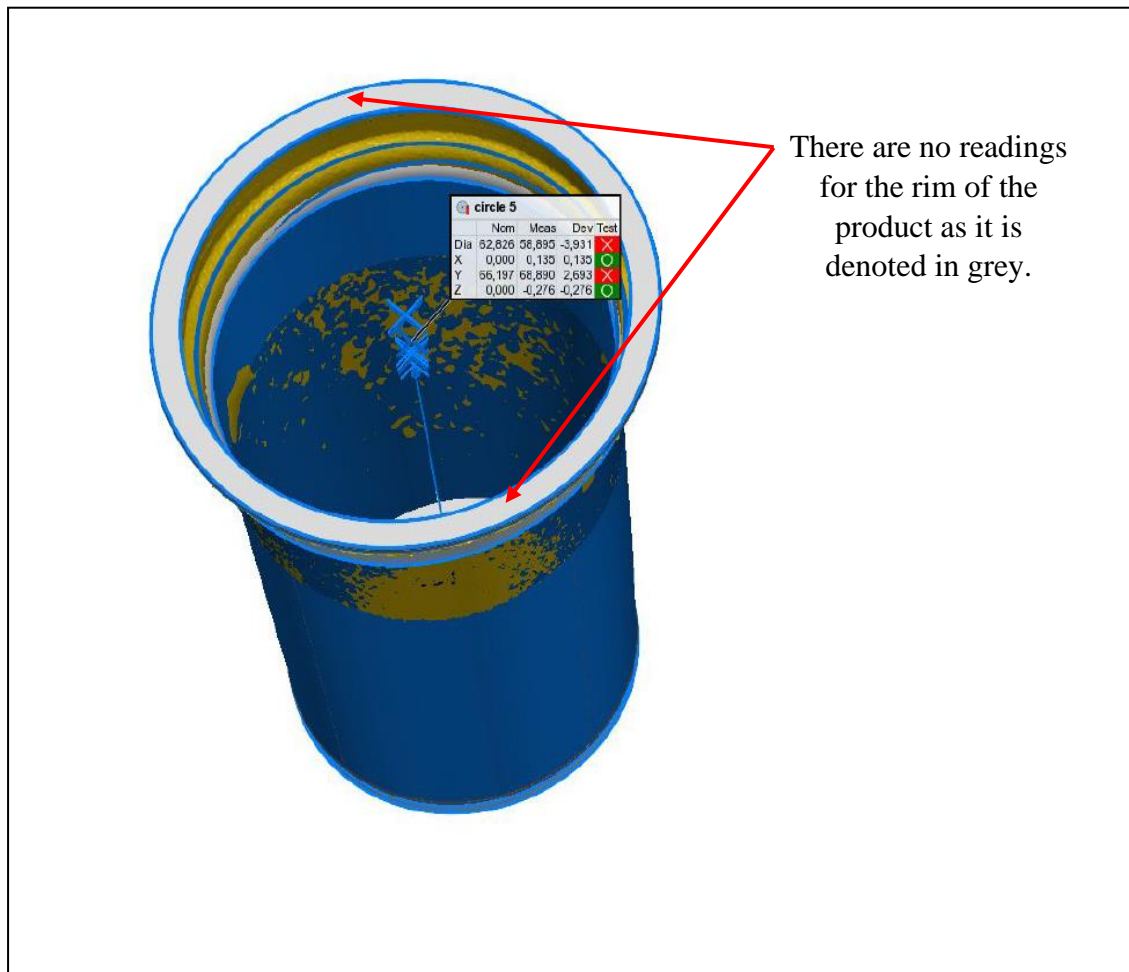 There are no readings
for the rim of the
product as it is
denoted in grey.
circle 5
Nom Meas Dev Test
Dia 62,826 58,895 -3,931 X
X 0,000 0,135 0,135 O
Y 66,197 68,890 2,693 X
Z 0,000 -0,276 -0,276 O